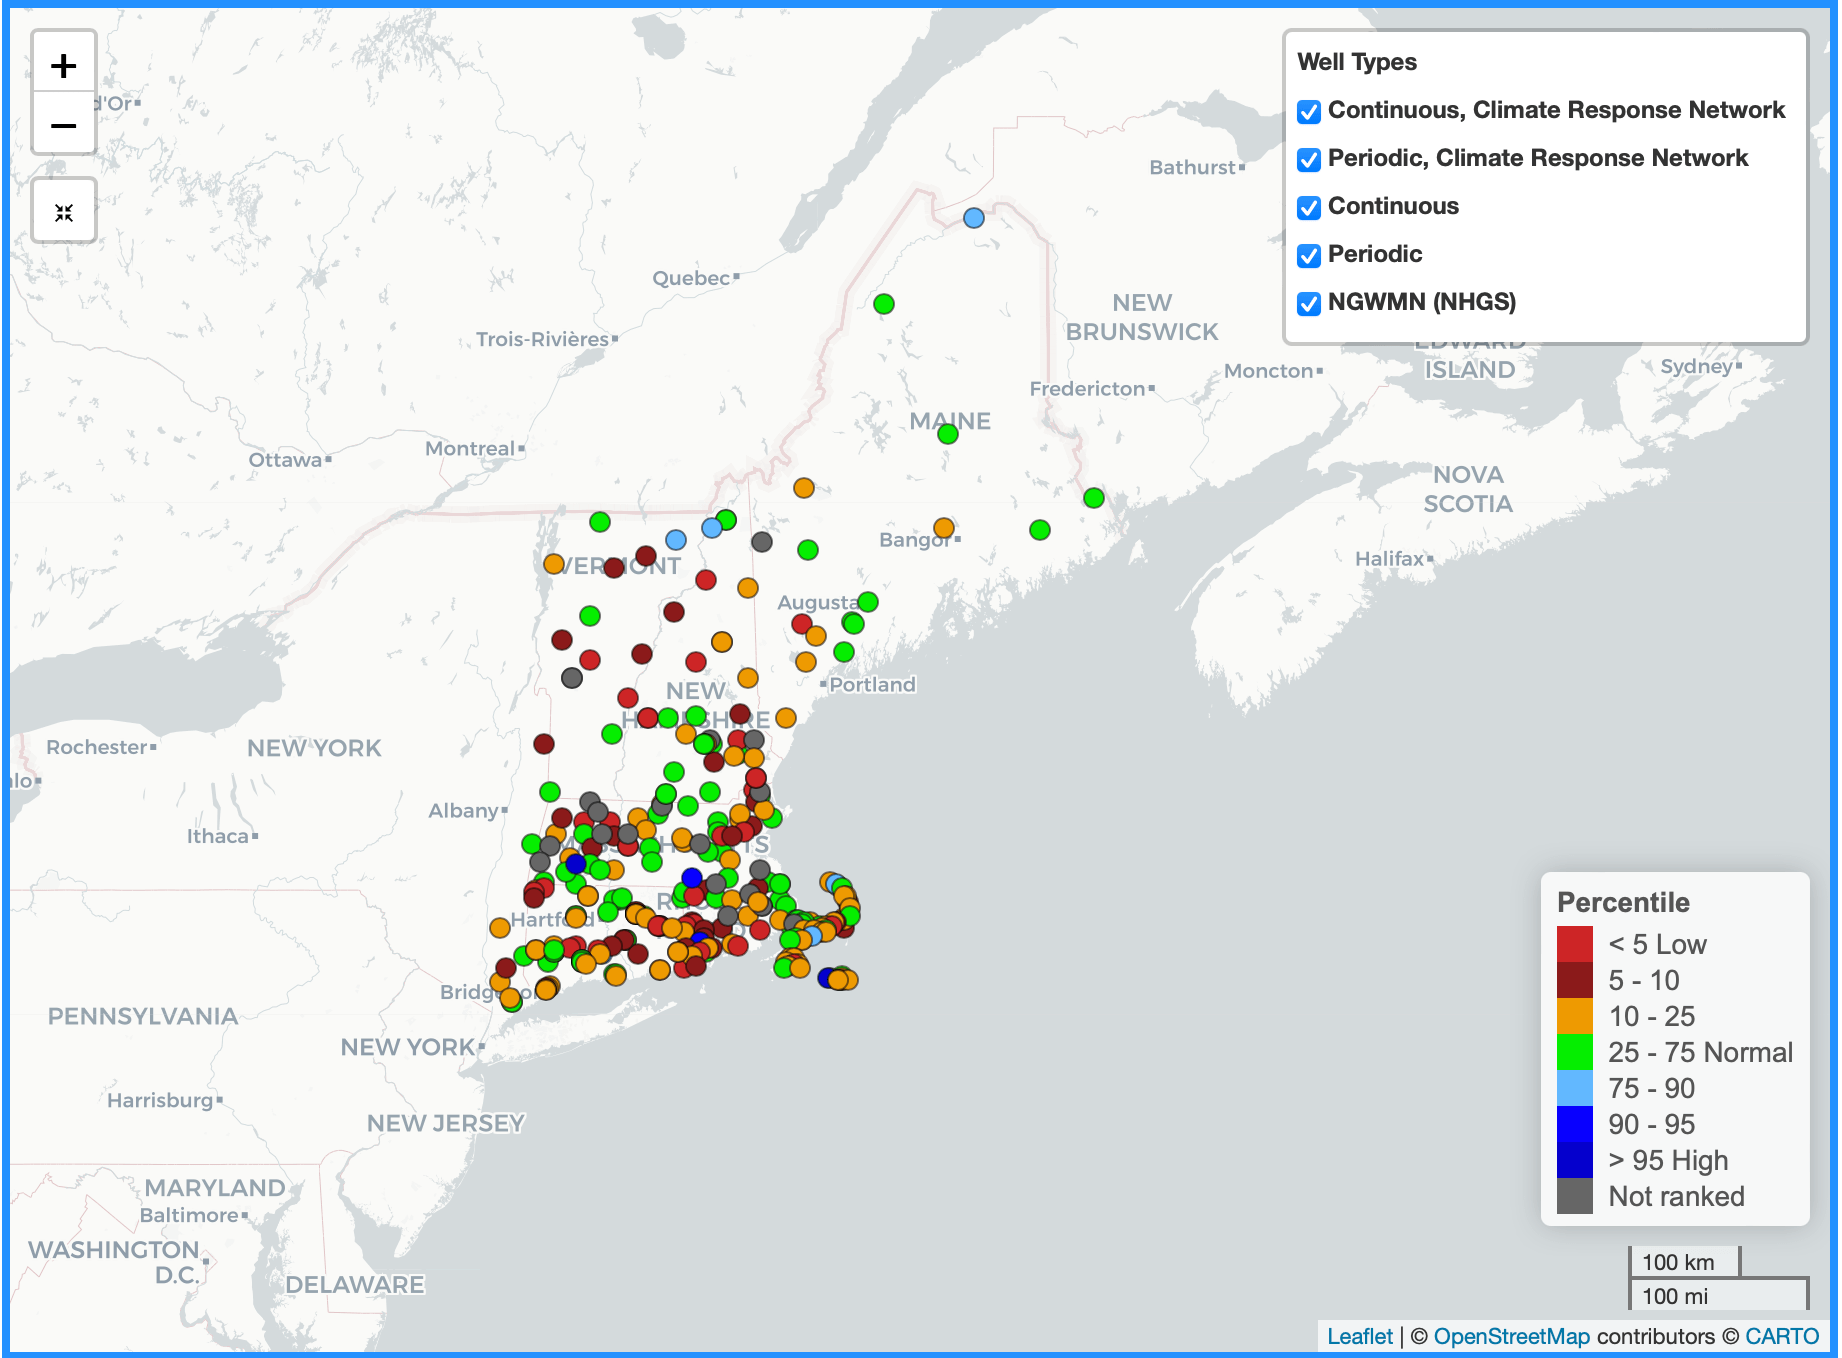 +
−
Well Types
Continuous, Climate Response Network
Periodic, Climate Response Network
Continuous
Periodic
NGWMN (NHGS)
d'Or
Bathurst
Quebec
NEW
BRUNSWICK
Trois-Rivières
EDWARD
ISLAND
Sydney
Moncton
Fredericton
MAINE
Montreal
Ottawa
NOVA
SCOTIA
Bangor
Halifax
VERMONT
Augusta
Portland
NEW
Rochester
NEW YORK
lo
Albany
Ithaca
Hartford
PENNSYLVANIA
NEW YORK
Harrisburg
NEW JERSEY
MARYLAND
Baltimore
WASHINGTON
D.C.
DELAWARE
Percentile
< 5 Low
5 - 10
10 - 25
25 - 75 Normal
75 - 90
90 - 95
> 95 High
Not ranked
100 km
100 mi
Leaflet | © OpenStreetMap contributors © CARTO